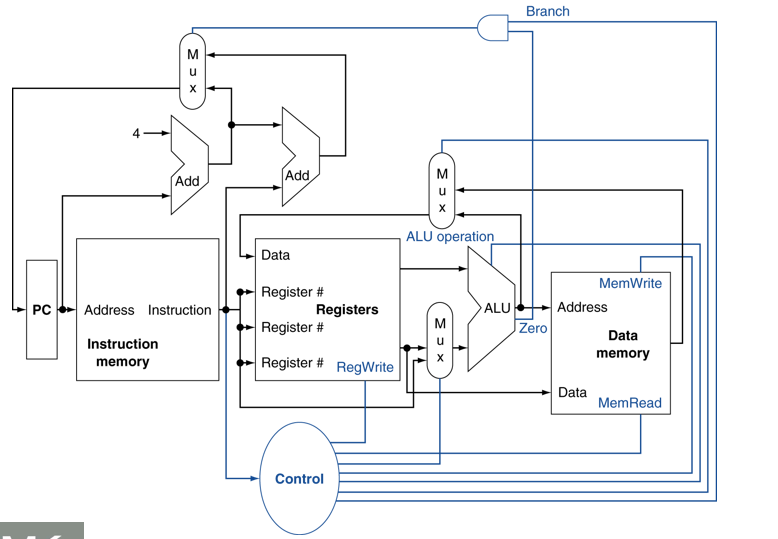 Branch
M
u
x
4
Add
Add
M
u
x
ALU operation
Data
Register #
Registers
Register #
Register #
RegWrite
PC
Address
Instruction
Instruction
memory
M
u
x
ALU
Zero
MemWrite
Address
Data
memory
Data
MemRead
Control